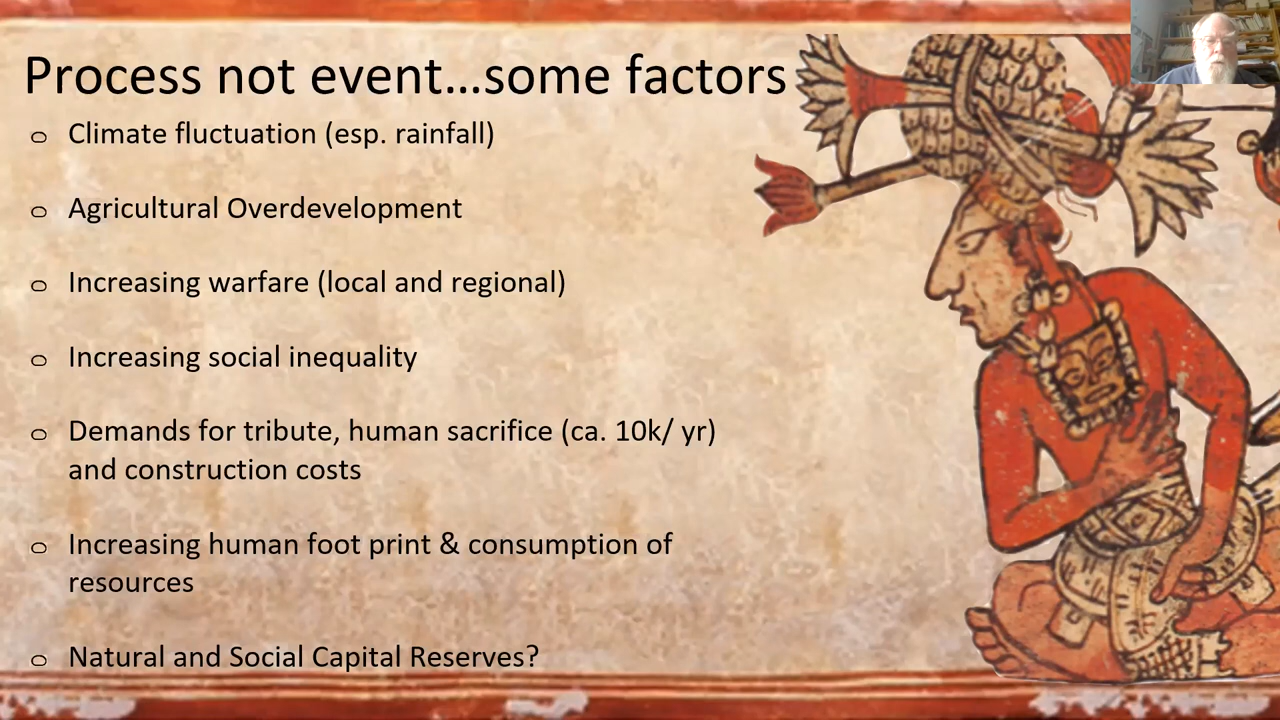 Process not event...some factors
Climate fluctuation (esp. rainfall)
Agricultural Overdevelopment
Increasing warfare (local and regional)
Increasing social inequality
Demands for tribute, human sacrifice (ca. 10k/ yr)
and construction costs
Increasing human foot print & consumption of
resources
Natural and Social Capital Reserves?